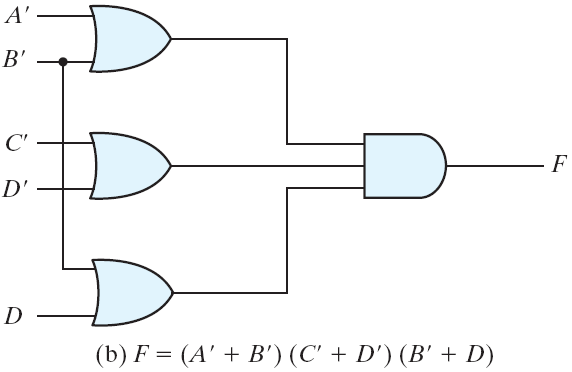 A′
B′
C′
D′
F
D
(b) F = (A′ + B′) (C′ + D′) (B′ + D)